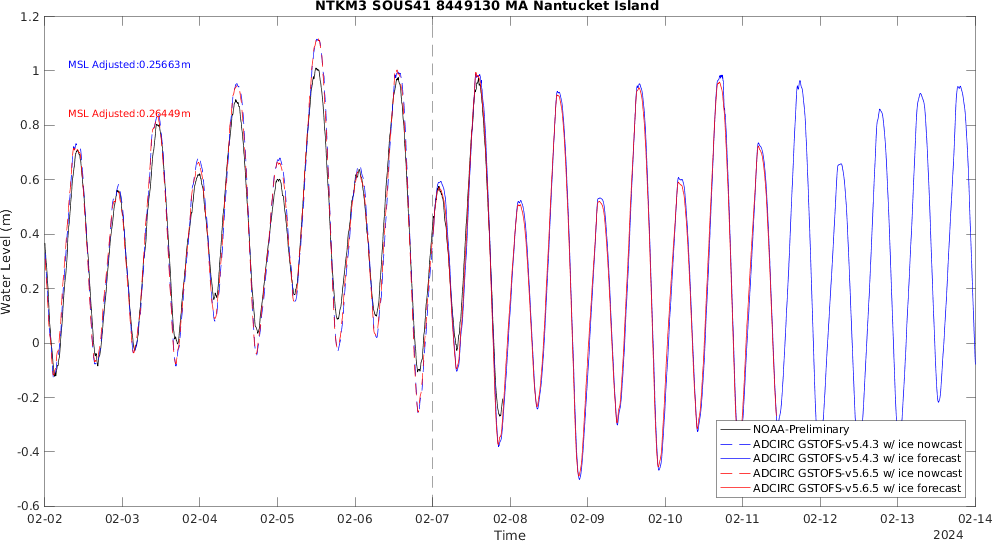 NTKM3 SOUS41 8449130 MA Nantucket Island
1.2
1
0.8
0.6
0.4
0.2
0
-0.2
-0.4
-0.6
Water Level (m)
MSL Adjusted:0.25663m
MSL Adjusted:0.26449m
NOAA-Preliminary
ADCIRC GSTOFS-v5.4.3 w/ ice nowcast
ADCIRC GSTOFS-v5.4.3 w/ ice forecast
ADCIRC GSTOFS-v5.6.5 w/ ice nowcast
ADCIRC GSTOFS-v5.6.5 w/ ice forecast
02-02 02-03 02-04 02-05 02-06 02-07 02-08 02-09 02-10 02-11 02-12 02-13 02-14
Time
2024